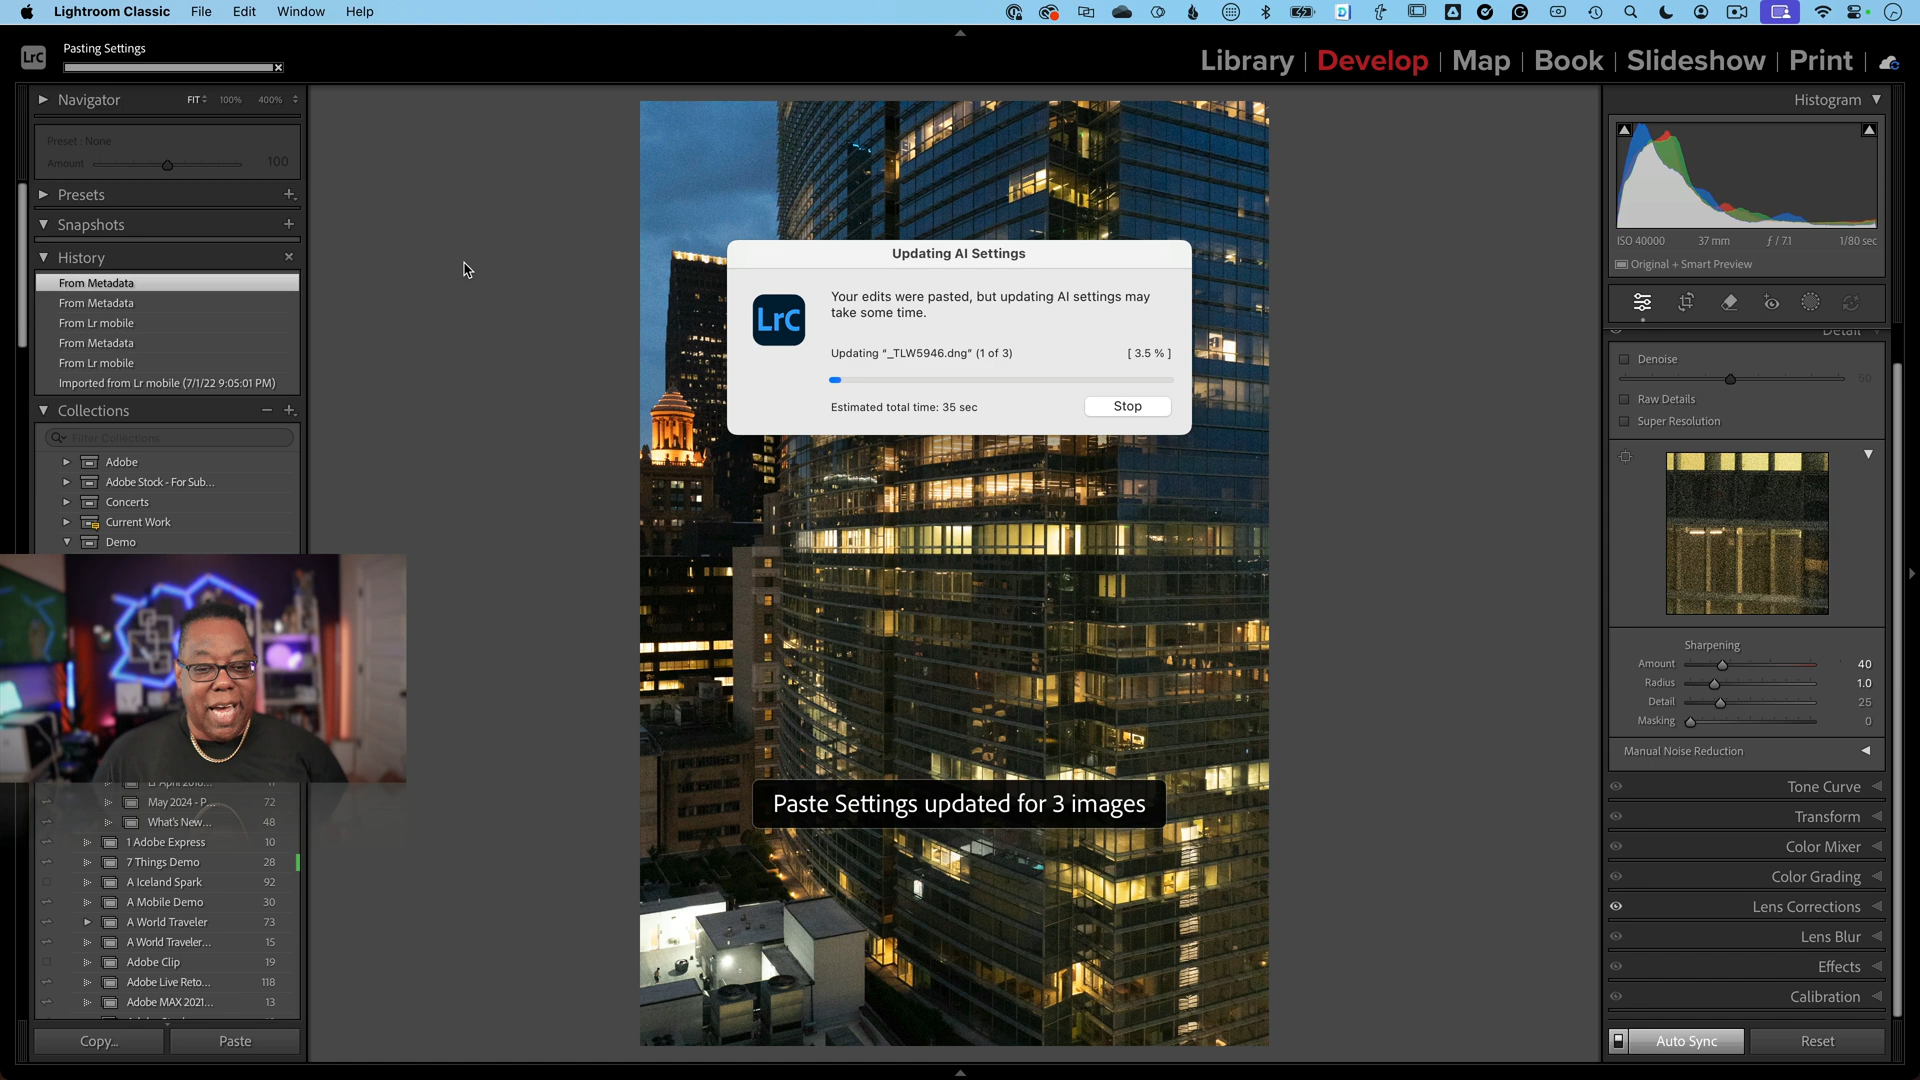 Lightroom Classic File Edit Window Help
LrC
Pasting Settings
Library | Develop | Map | Book | Slideshow | Print |
Navigator FIT 100% 400%
Preset : None
Amount 100
Presets
Snapshots
History
From Metadata
From Metadata
From Lr mobile
From Metadata
From Lr mobile
Imported from Lr mobile (7/1/22 9:05:01 PM)
Collections
Filter Collections
Adobe
Adobe Stock - For Sub...
Concerts
Current Work
Demo
May 2024 - P... 72
What's New... 48
1 Adobe Express 10
7 Things Demo 28
A Iceland Spark 92
A Mobile Demo 30
A World Traveler 73
A World Traveler... 15
Adobe Clip 19
Adobe Live Reto... 118
Adobe MAX 2021... 13
Copy... Paste
Updating AI Settings
LrC
Your edits were pasted, but updating AI settings may
take some time.
Updating “_TLW5946.dng” (1 of 3) [ 3.5 % ]
Estimated total time: 35 sec Stop
Paste Settings updated for 3 images
Histogram
ISO 40000 37 mm ƒ / 7.1 1/80 sec
Original + Smart Preview
Detail
Denoise
50
Raw Details
Super Resolution
Sharpening
Amount 40
Radius 1.0
Detail 25
Masking 0
Manual Noise Reduction
Tone Curve
Transform
Color Mixer
Color Grading
Lens Corrections
Lens Blur
Effects
Calibration
Auto Sync Reset